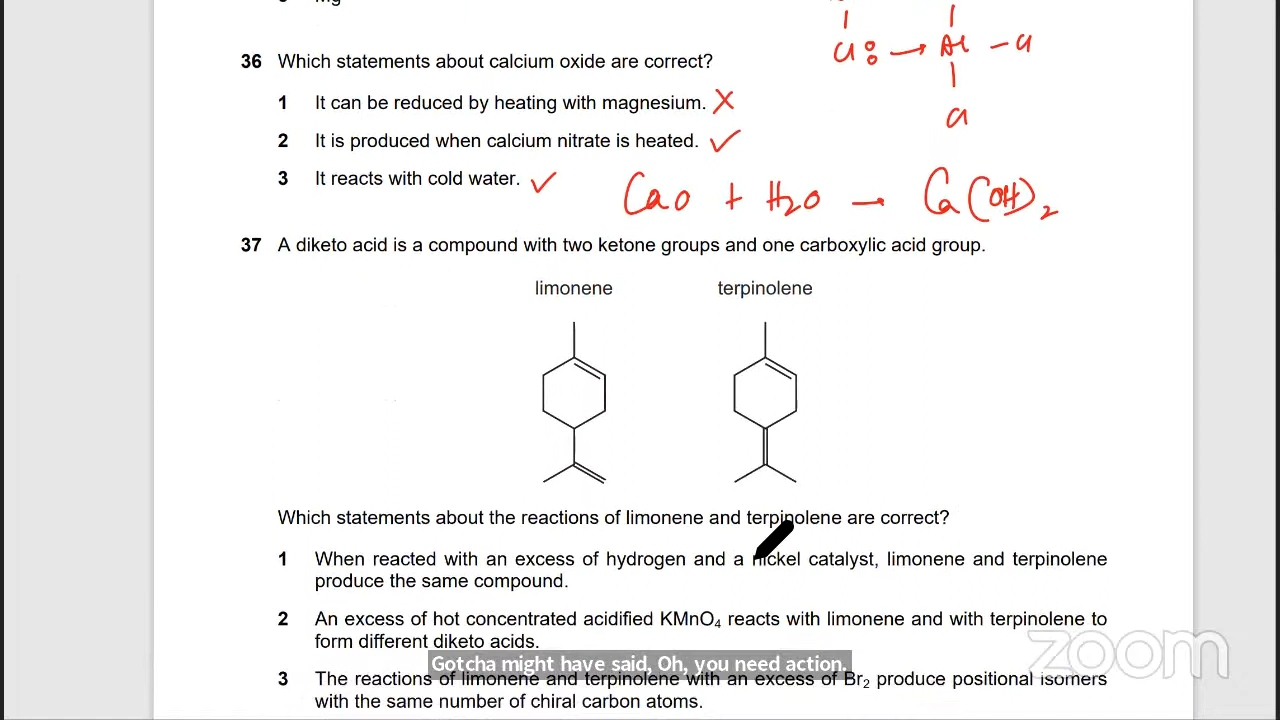 Mg
Cl → Al – Cl
36 Which statements about calcium oxide are correct?
Cl
1 It can be reduced by heating with magnesium. ✗
2 It is produced when calcium nitrate is heated. ✓
3 It reacts with cold water. ✓ CaO + H2O → Ca(OH)2
37 A diketo acid is a compound with two ketone groups and one carboxylic acid group.
limonene terpinolene
Which statements about the reactions of limonene and terpinolene are correct?
1 When reacted with an excess of hydrogen and a nickel catalyst, limonene and terpinolene
produce the same compound.
2 An excess of hot concentrated acidified KMnO4 reacts with limonene and with terpinolene to
form different diketo acids.
Gotcha might have said, Oh, you need action.
zoom
3 The reactions of limonene and terpinolene with an excess of Br2 produce positional isomers
with the same number of chiral carbon atoms.